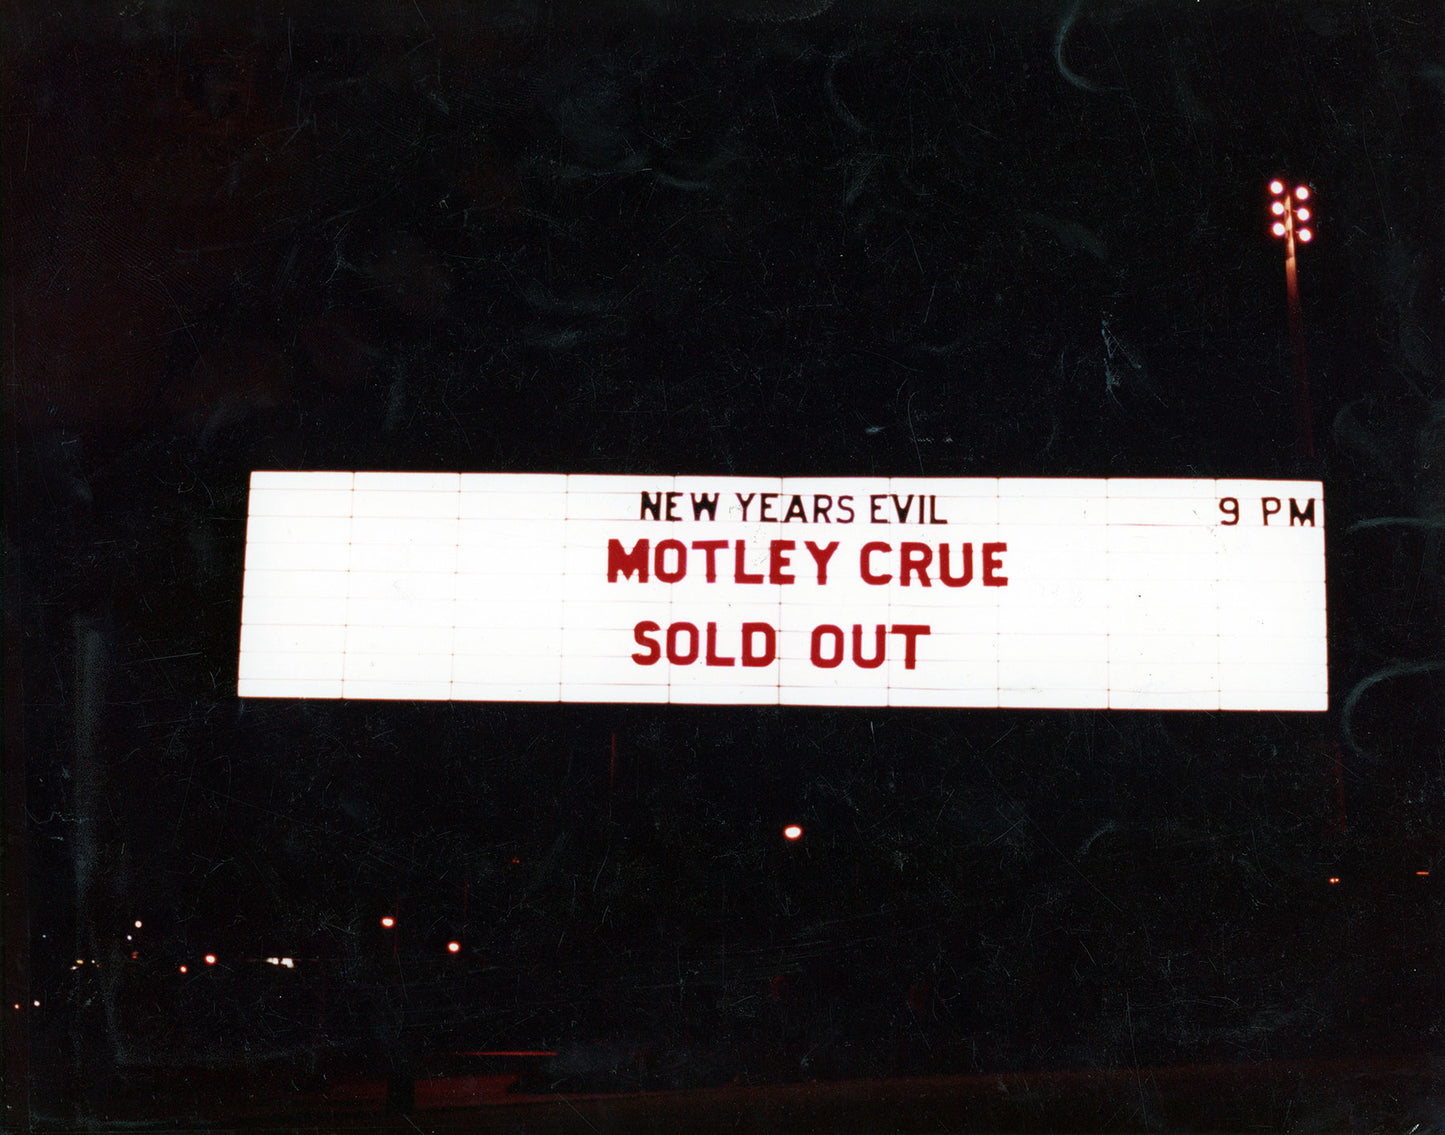 NEW YEARS EVIL 9 PM
MOTLEY CRUE
SOLD OUT